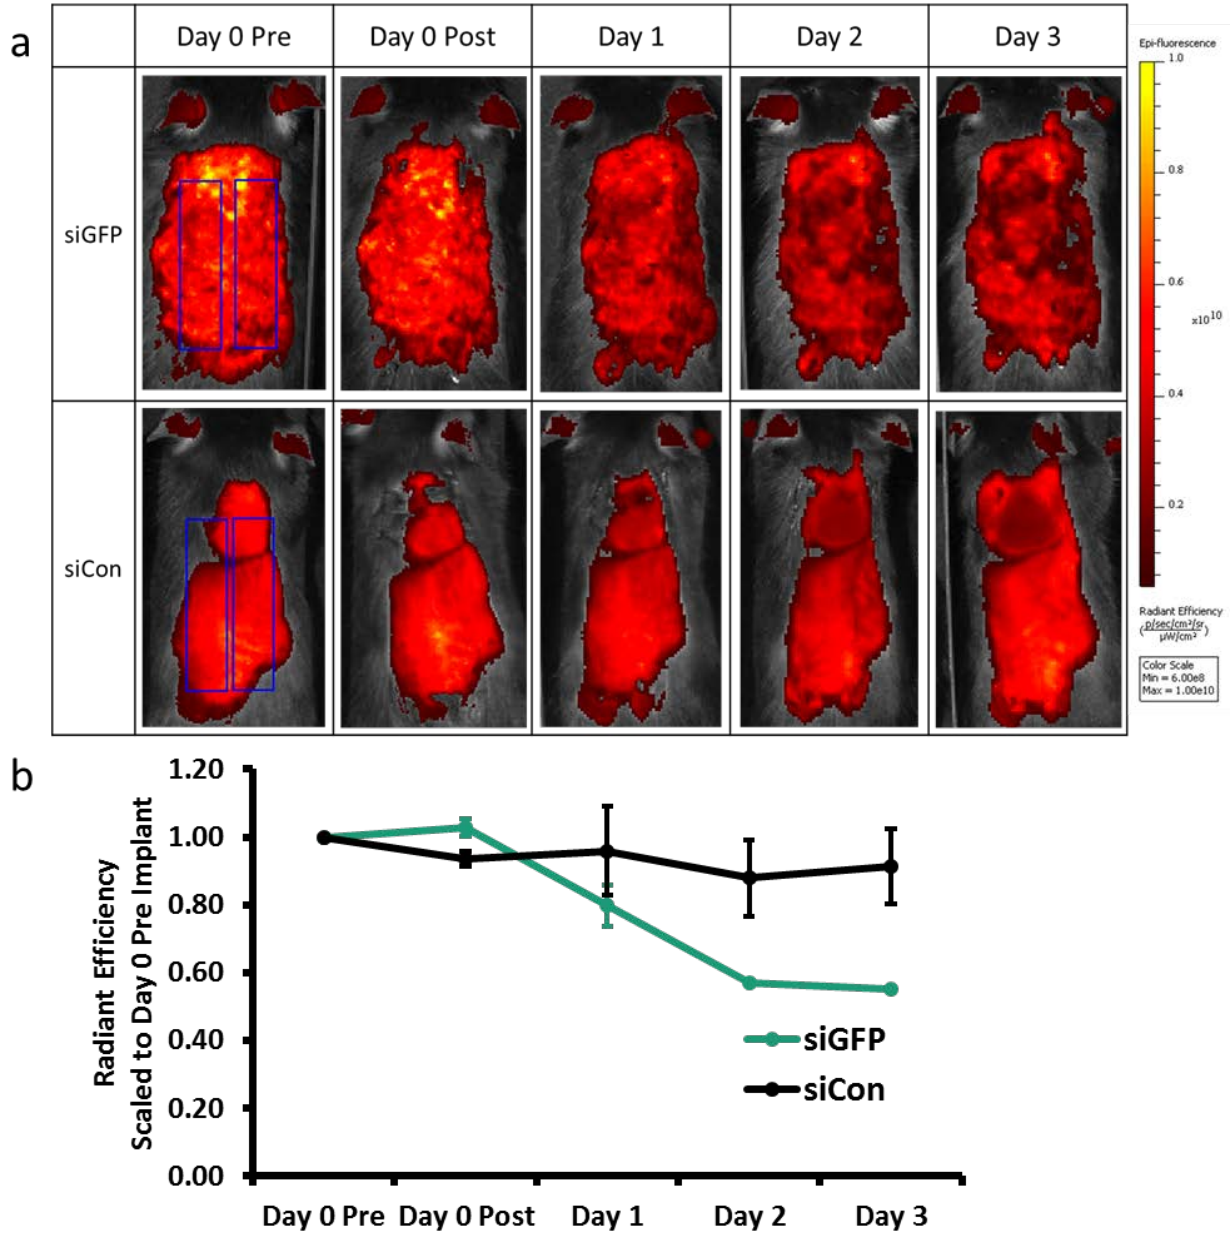 a
Day 0 Pre
Day 0 Post
Day 1
Day 2
Day 3
siGFP
siCon
Epi-fluorescence
1.0
0.8
0.6
x10^10
0.4
0.2
Radiant Efficiency
(p/sec/cm²/sr
µW/cm²)
Color Scale
Min = 6.00e8
Max = 1.00e10
b
Radiant Efficiency
Scaled to Day 0 Pre Implant
1.20
1.00
0.80
0.60
0.40
0.20
0.00
siGFP
siCon
Day 0 Pre
Day 0 Post
Day 1
Day 2
Day 3